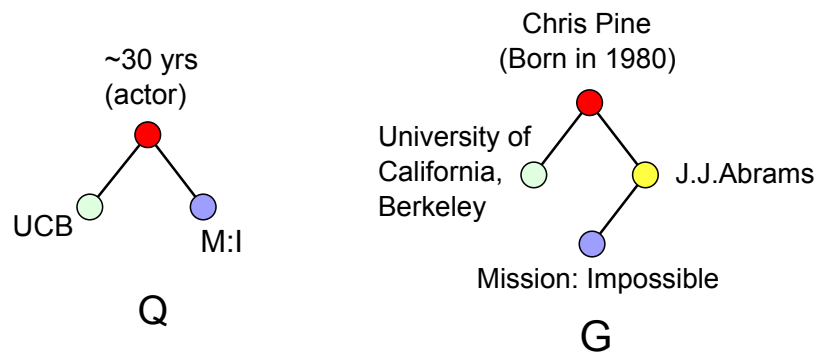 ~30 yrs
(actor)
UCB
M:I
Q
Chris Pine
(Born in 1980)
University of
California,
Berkeley
J.J.Abrams
Mission: Impossible
G